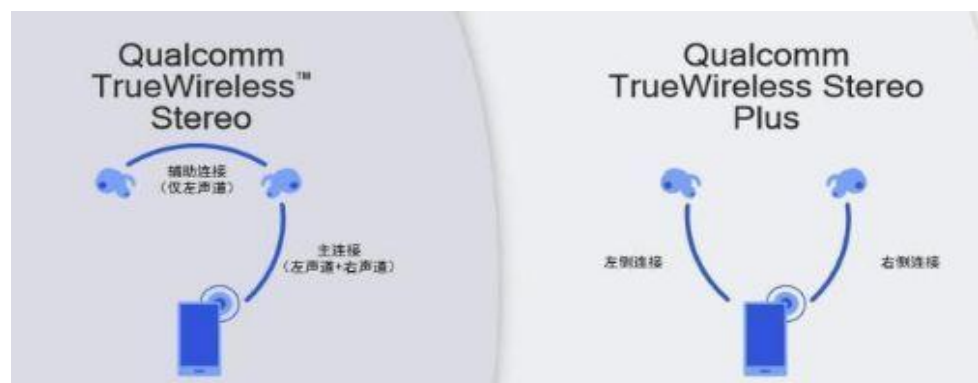 Qualcomm
TrueWireless™
Stereo
辅助连接
（仅左声道）
主连接
（左声道+右声道）
Qualcomm
TrueWireless Stereo
Plus
左侧连接
右侧连接